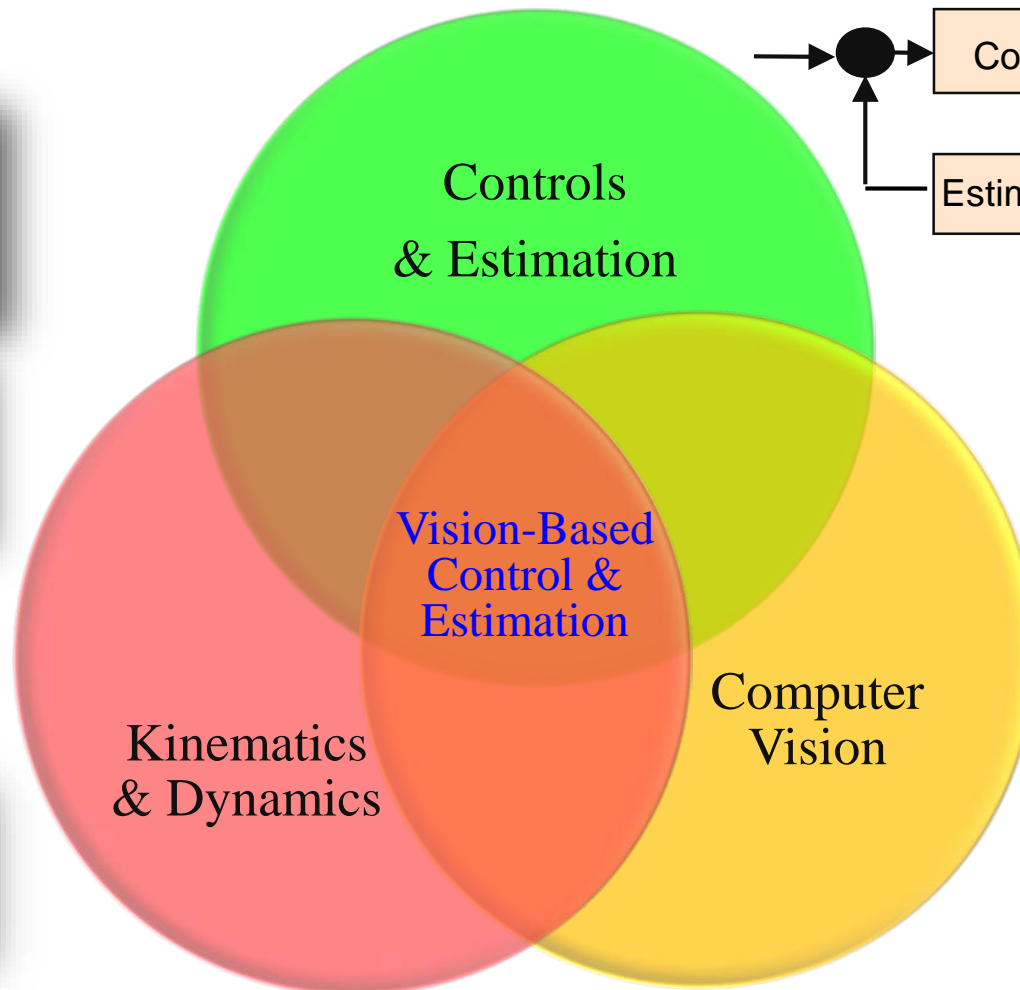 Controls
& Estimation
Vision-Based
Control &
Estimation
Computer
Vision
Kinematics
& Dynamics